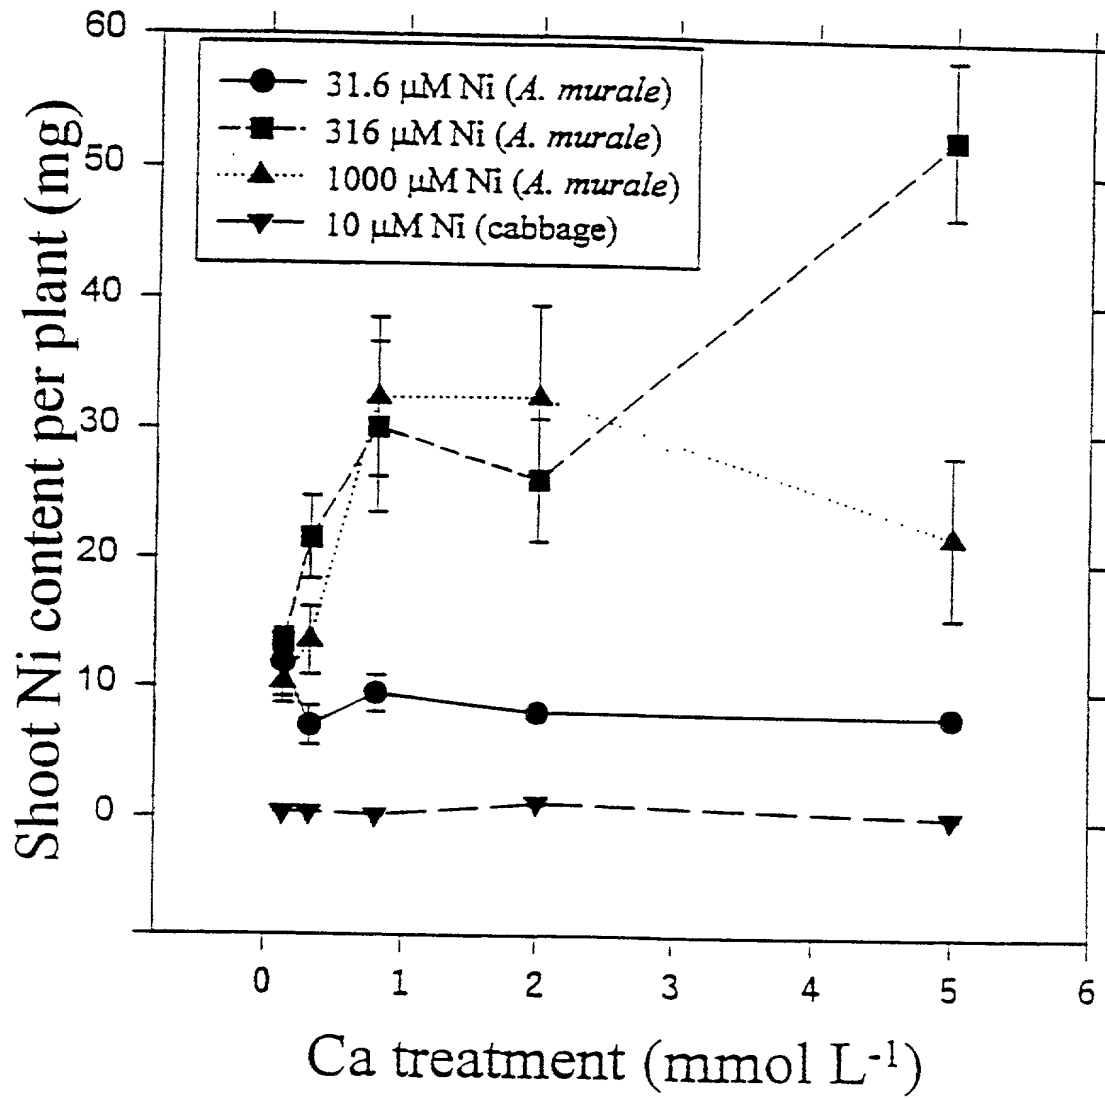 60
50
40
30
20
10
0
Shoot Ni content per plant (mg)
31.6 µM Ni (A. murale)
316 µM Ni (A. murale)
1000 µM Ni (A. murale)
10 µM Ni (cabbage)
0 1 2 3 4 5 6
Ca treatment (mmol L⁻¹)